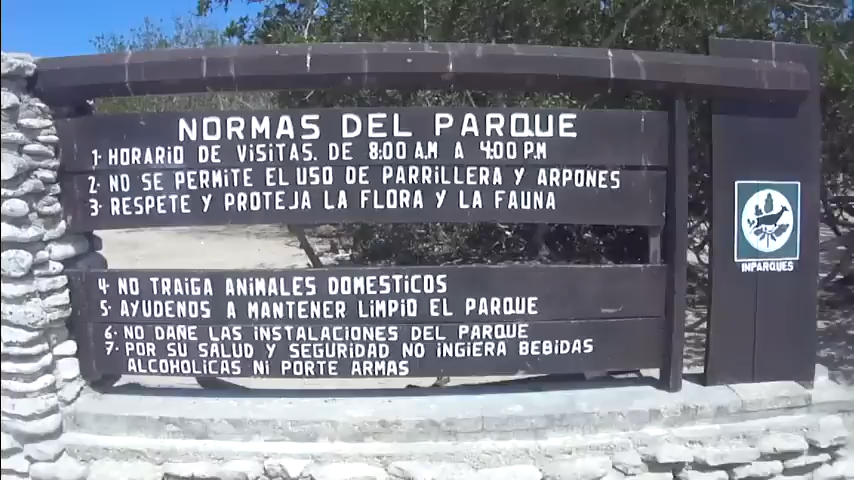 NORMAS DEL PARQUE
1. HORARiO DE ViSiTAS. DE 8:00 A.M A 4:00 P.M
2. NO SE PERMiTE EL USO DE PARRiLLERA Y ARPONES
3. RESPETE Y PROTEJA LA FLORA Y LA FAUNA
4. NO TRAiGA ANiMALES DOMESTiCOS
5. AYUDENOS A MANTENER LiMPiO EL PARQUE
6. NO DAÑE LAS iNSTALACiONES DEL PARQUE
7. POR SU SALUD Y SEGURiDAD NO iNGiERA BEBiDAS
ALCOHOLiCAS Ni PORTE ARMAS
INPARQUES